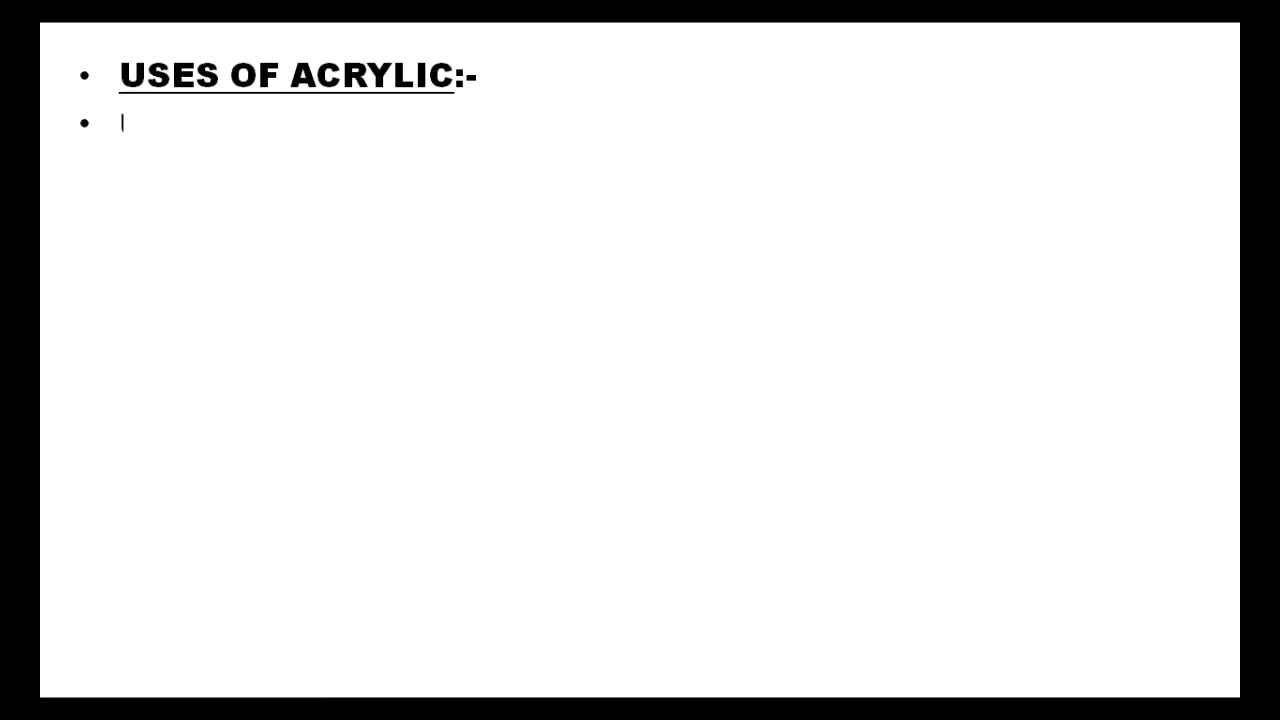 • USES OF ACRYLIC:-
•